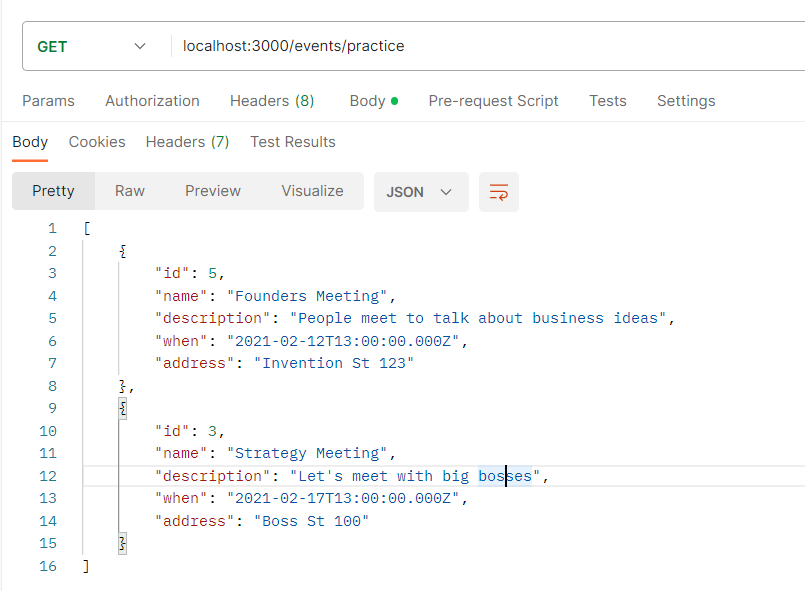 GET localhost:3000/events/practice
Params Authorization Headers (8) Body Pre-request Script Tests Settings
Body Cookies Headers (7) Test Results
Pretty Raw Preview Visualize JSON
1 [
2 {
3 "id": 5,
4 "name": "Founders Meeting",
5 "description": "People meet to talk about business ideas",
6 "when": "2021-02-12T13:00:00.000Z",
7 "address": "Invention St 123"
8 },
9 {
10 "id": 3,
11 "name": "Strategy Meeting",
12 "description": "Let's meet with big bosses",
13 "when": "2021-02-17T13:00:00.000Z",
14 "address": "Boss St 100"
15 }
16 ]